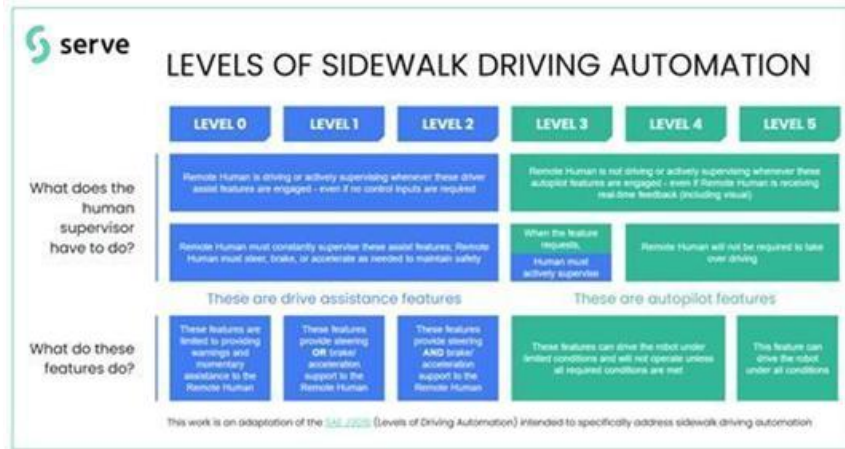 serve
LEVELS OF SIDEWALK DRIVING AUTOMATION
LEVEL 0
LEVEL 1
LEVEL 2
LEVEL 3
LEVEL 4
LEVEL 5
What does the
human
supervisor
have to do?
Remote Human is driving or actively supervising whenever these driver
assist features are engaged - even if no control inputs are required
Remote Human is not driving or actively supervising whenever these
autopilot features are engaged - even if Remote Human is receiving
real-time feedback (including visual)
Remote Human must constantly supervise these assist features; Remote
Human must steer, brake, or accelerate as needed to maintain safety
When the feature
requests,
Human must
actively supervise
Remote Human will not be required to take
over driving
These are drive assistance features
These are autopilot features
What do these
features do?
These features are
limited to providing
warnings and
momentary
assistance to the
Remote Human
These features
provide steering
OR brake/
acceleration
support to the
Remote Human
These features
provide steering
AND brake/
acceleration
support to the
Remote Human
These features can drive the robot under
limited conditions and will not operate unless
all required conditions are met
This feature can
drive the robot
under all conditions
This work is an adaptation of the SAE J3016 (Levels of Driving Automation) intended to specifically address sidewalk driving automation